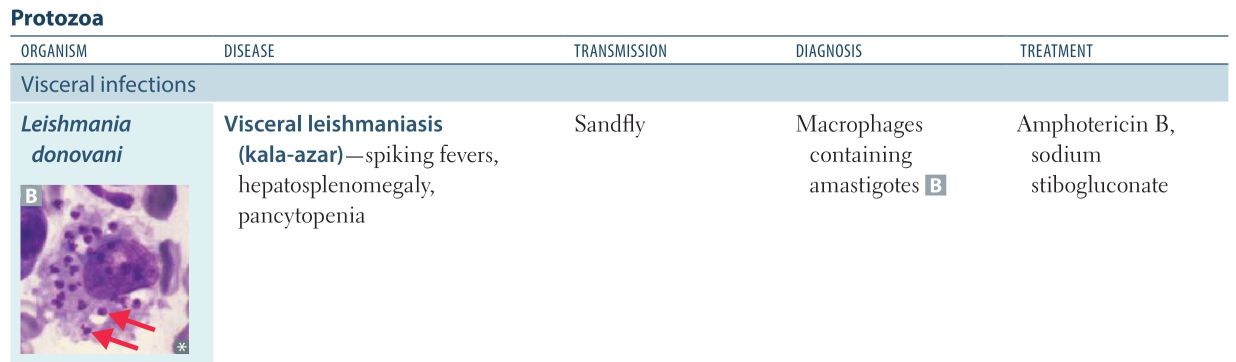 Protozoa
ORGANISM DISEASE TRANSMISSION DIAGNOSIS TREATMENT
Visceral infections
Leishmania
donovani
B
*
Visceral leishmaniasis
(kala-azar)—spiking fevers,
hepatosplenomegaly,
pancytopenia
Sandfly
Macrophages
containing
amastigotes B
Amphotericin B,
sodium
stibogluconate